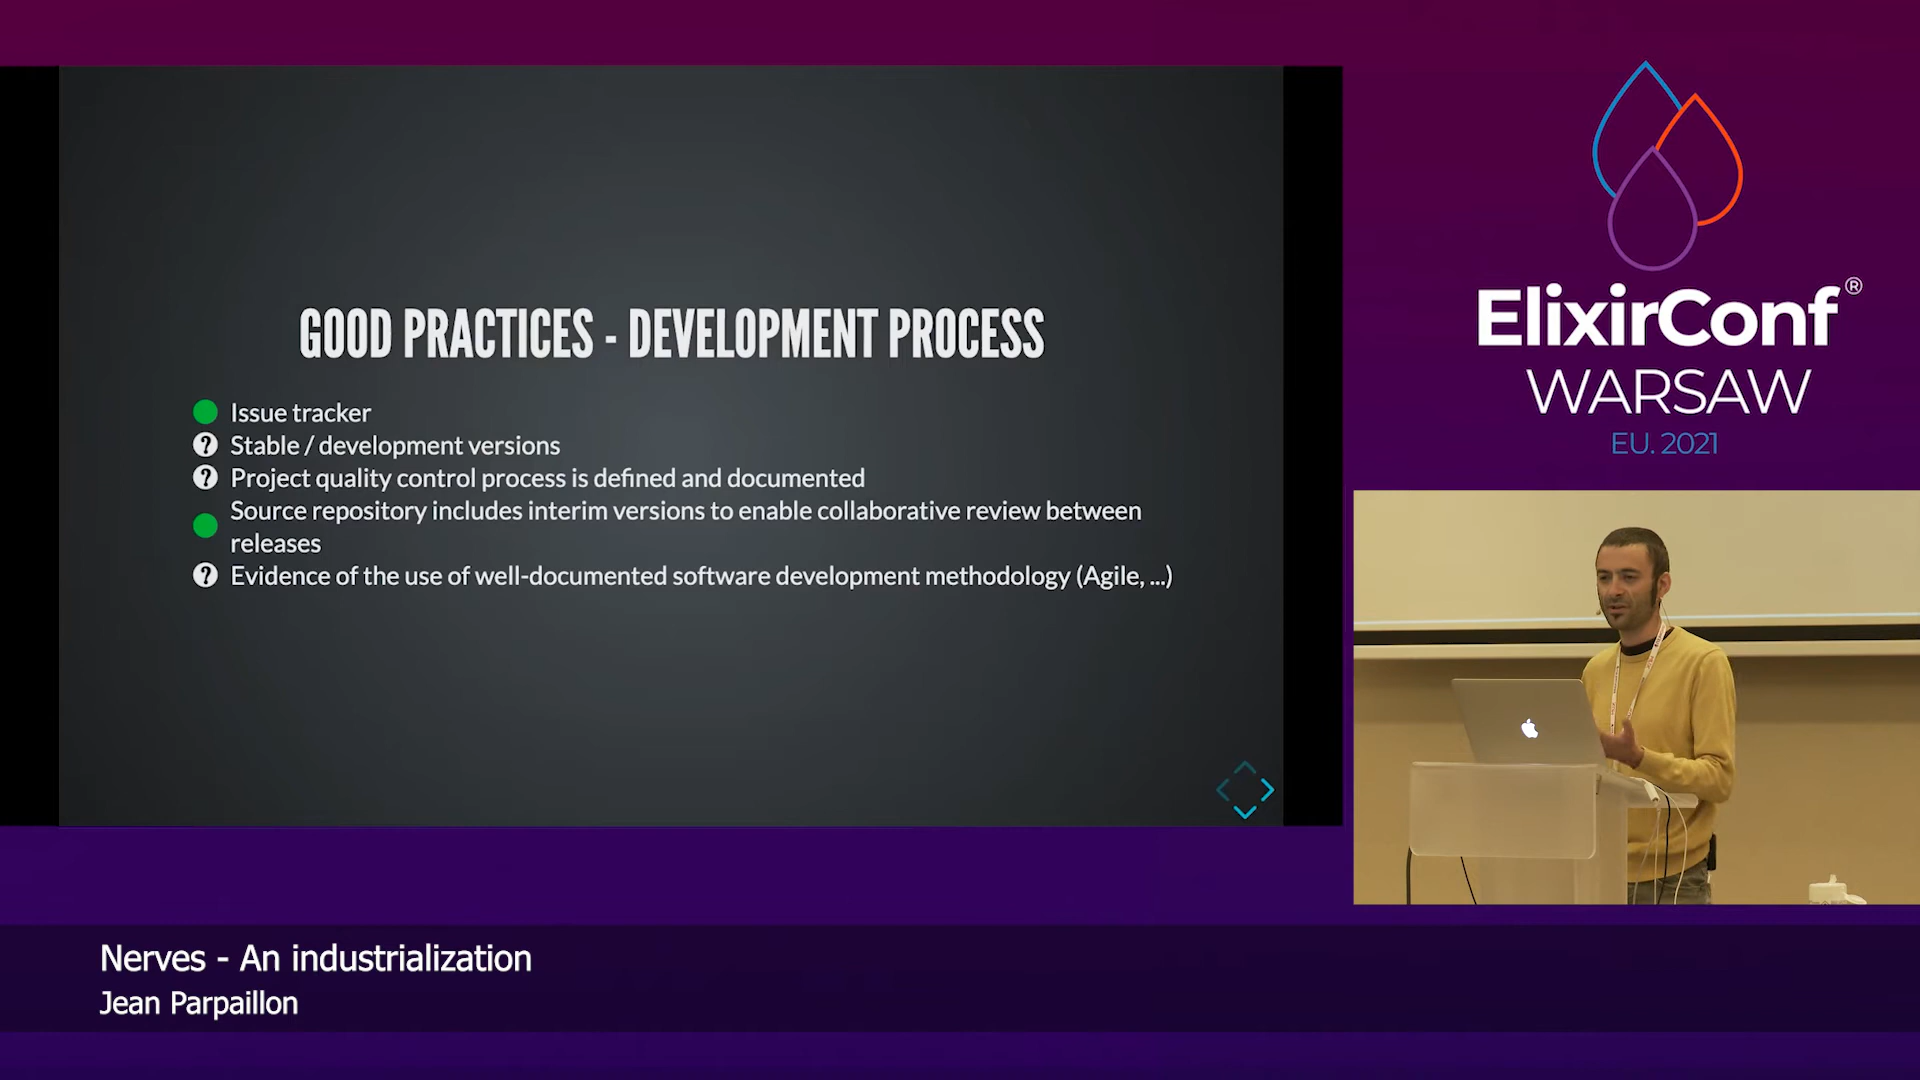 GOOD PRACTICES - DEVELOPMENT PROCESS
Issue tracker
? Stable / development versions
? Project quality control process is defined and documented
Source repository includes interim versions to enable collaborative review between
releases
? Evidence of the use of well-documented software development methodology (Agile, ...)
ElixirConf®
WARSAW
EU. 2021
Nerves - An industrialization
Jean Parpaillon